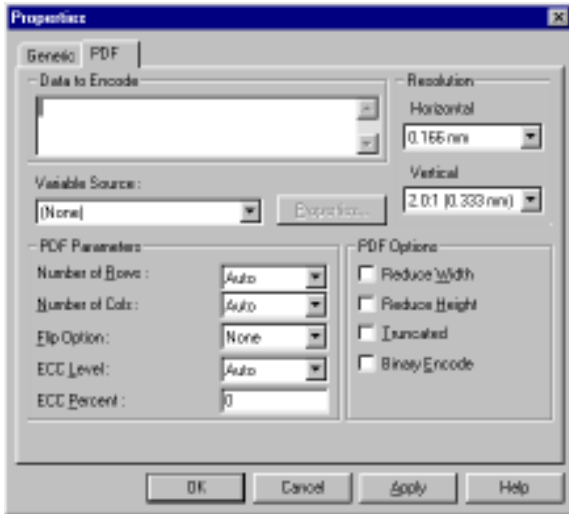 Properties
Generic PDF
Data to Encode
Resolution
Horizontal
0.166 mm
Vertical
2.0:1 (0.333 mm)
Variable Source:
(None)
Properties...
PDF Parameters
Number of Rows:
Auto
Number of Cols:
Auto
Flip Option:
None
ECC Level:
Auto
ECC Percent:
0
PDF Options
Reduce Width
Reduce Height
Truncated
Binary Encode
OK Cancel Apply Help